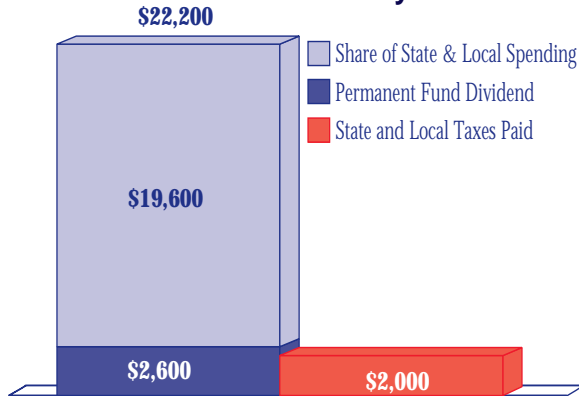 $22,200
Share of State & Local Spending
Permanent Fund Dividend
State and Local Taxes Paid
$19,600
$2,600
$2,000